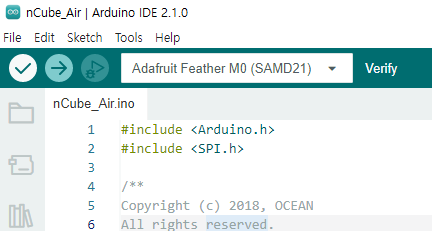 nCube_Air | Arduino IDE 2.1.0
File Edit Sketch Tools Help
Adafruit Feather M0 (SAMD21) Verify
nCube_Air.ino
1 #include <Arduino.h>
2 #include <SPI.h>
3
4 /**
5 Copyright (c) 2018, OCEAN
6 All rights reserved.